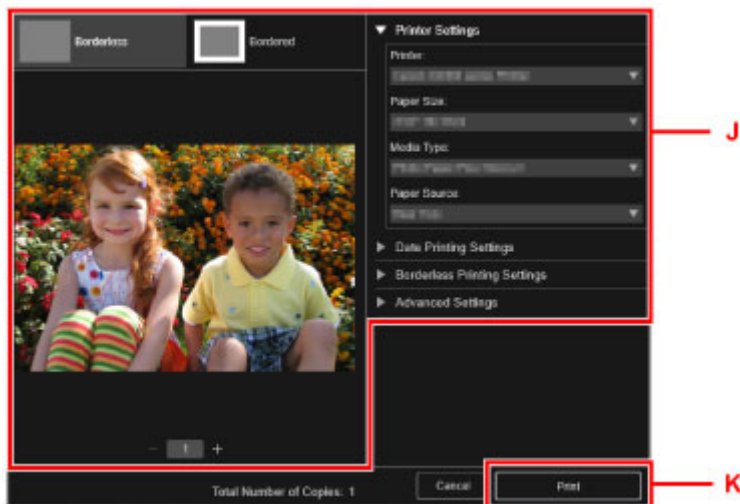 Borderless
Bordered
Printer Settings
Printer:
Paper Size:
Media Type:
Paper Source:
Date Printing Settings
Borderless Printing Settings
Advanced Settings
J
− 1 +
Total Number of Copies: 1
Cancel
Print
K